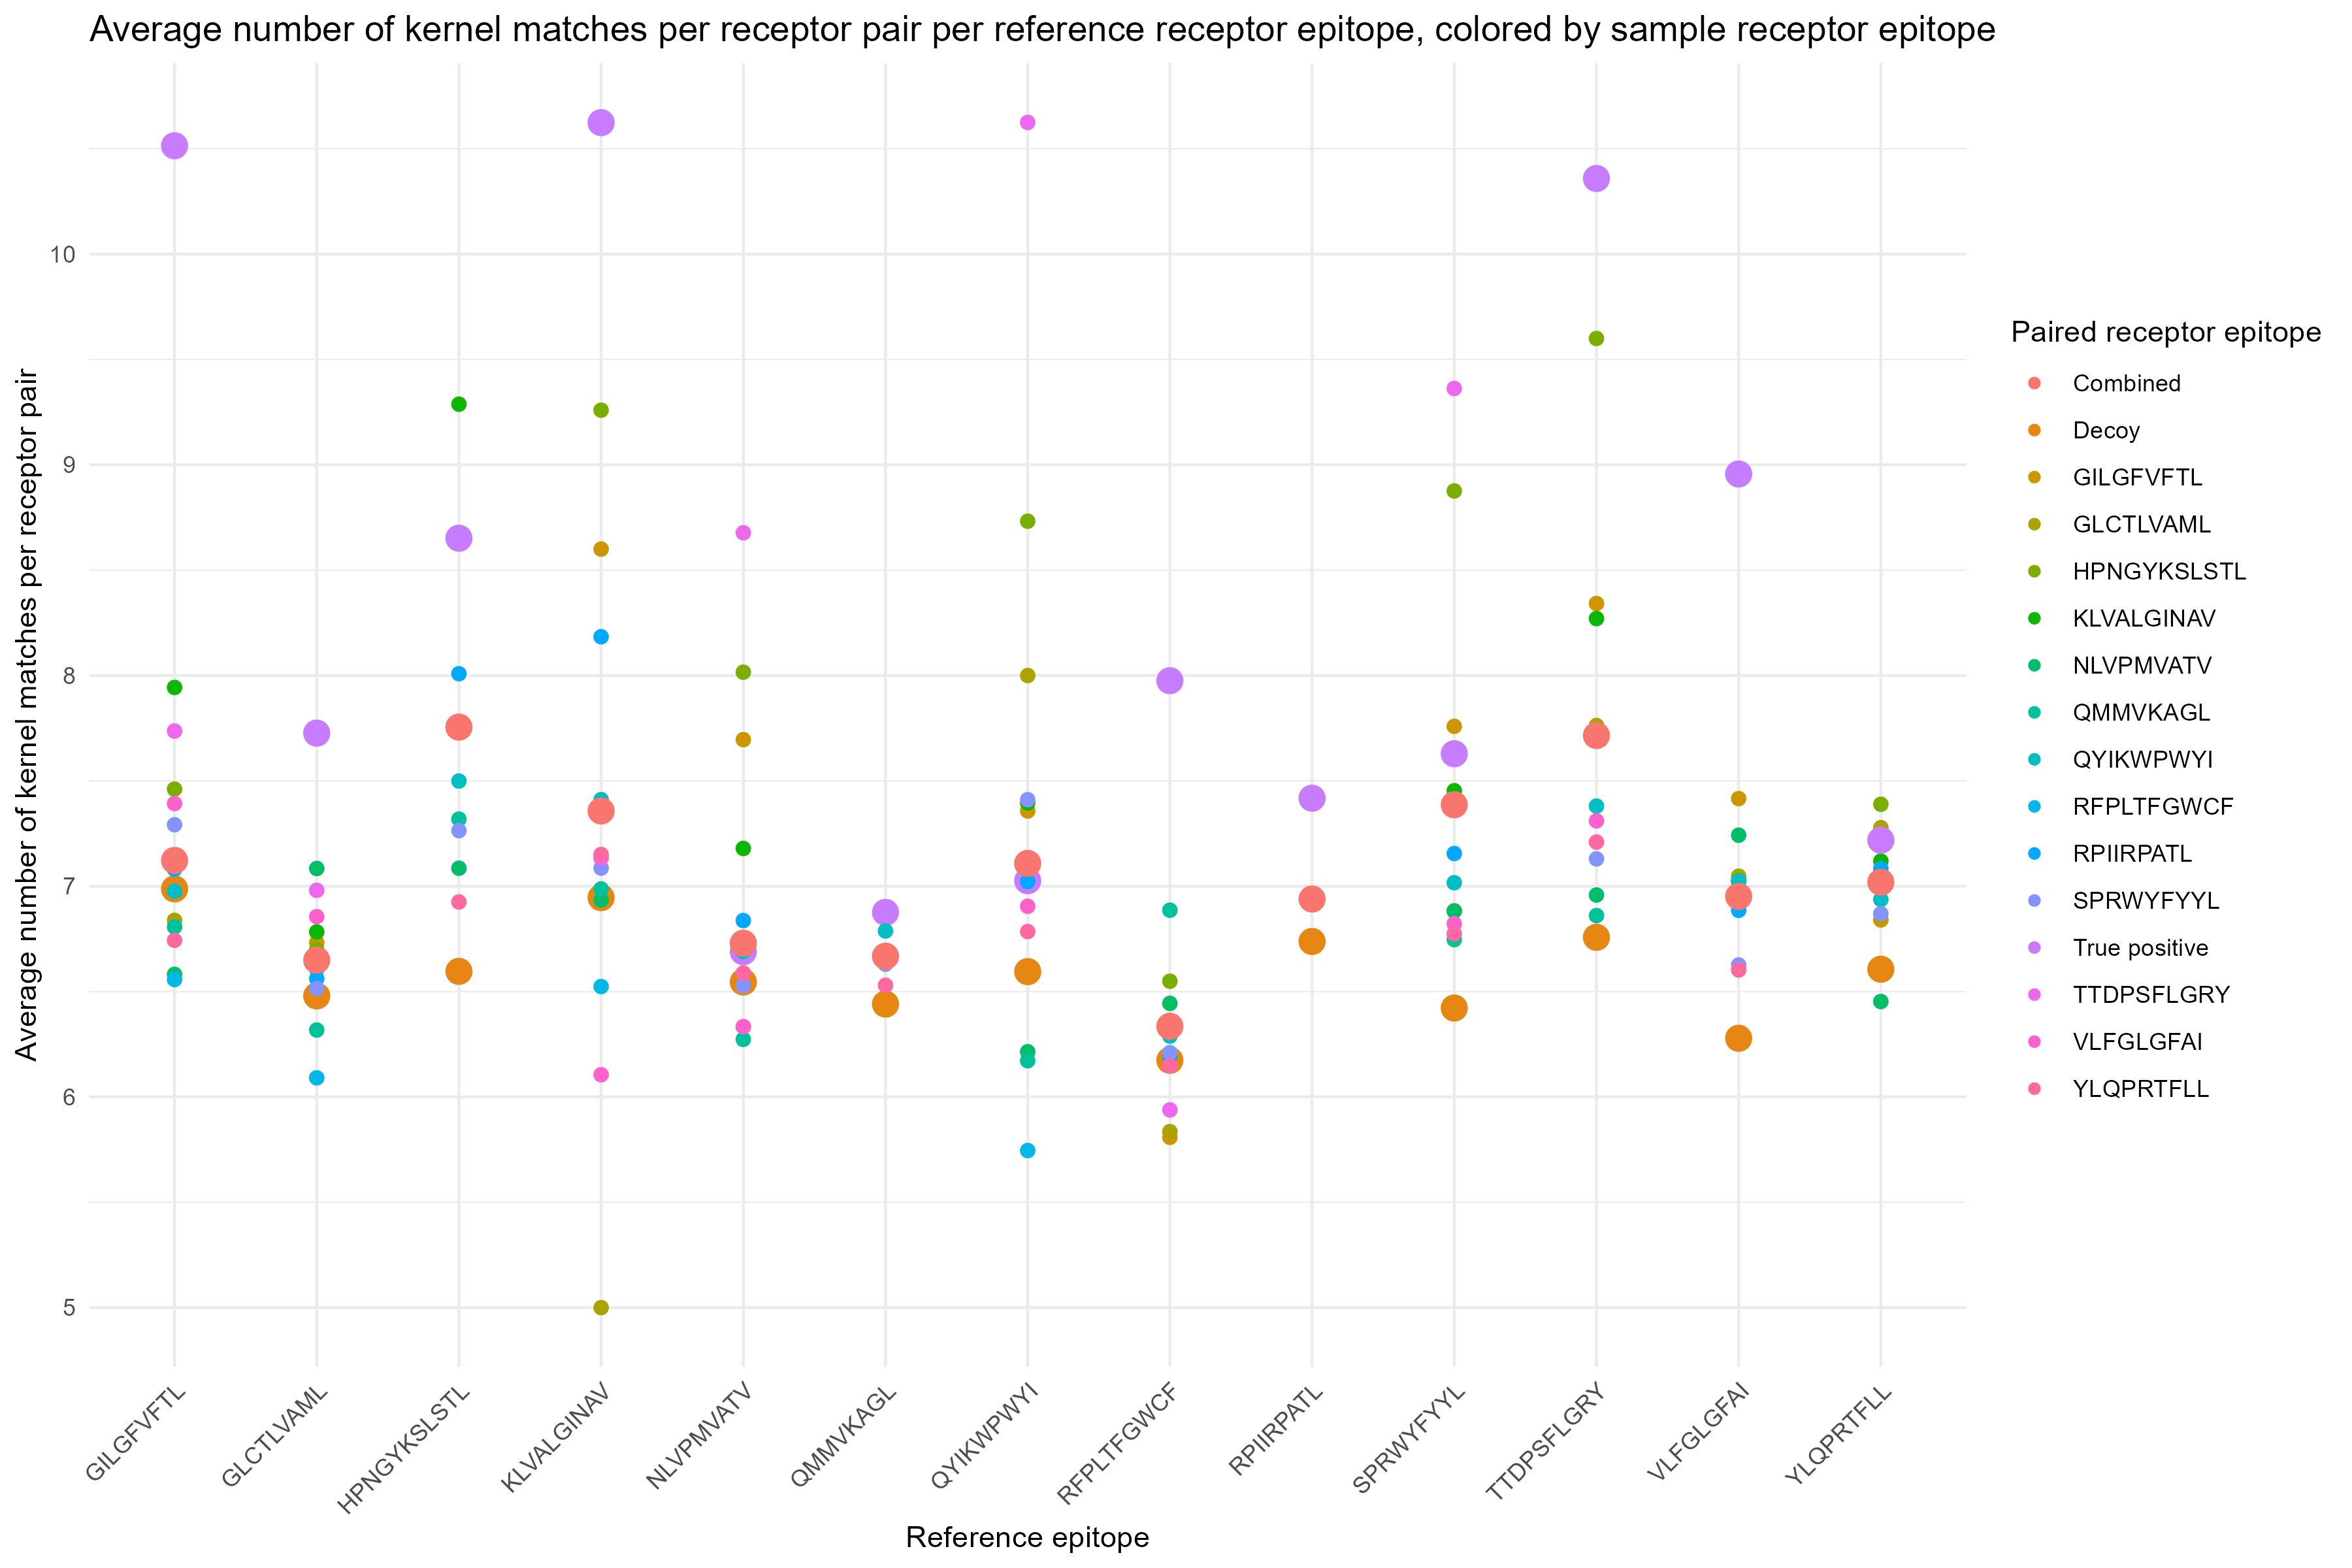 Average number of kernel matches per receptor pair per reference receptor epitope, colored by sample receptor epitope
Average number of kernel matches per receptor pair
10
9
8
7
6
5
GILGFVFTL
GLCTLVAML
HPNGYKSLSTL
KLVALGINAV
NLVPMVATV
QMMVKAGL
QYIKWPWYI
RFPLTFGWCF
RPIIRPATL
SPRWYFYYL
TTDPSFLGRY
VLFGLGFAI
YLQPRTFLL
Reference epitope
Paired receptor epitope
Combined
Decoy
GILGFVFTL
GLCTLVAML
HPNGYKSLSTL
KLVALGINAV
NLVPMVATV
QMMVKAGL
QYIKWPWYI
RFPLTFGWCF
RPIIRPATL
SPRWYFYYL
True positive
TTDPSFLGRY
VLFGLGFAI
YLQPRTFLL